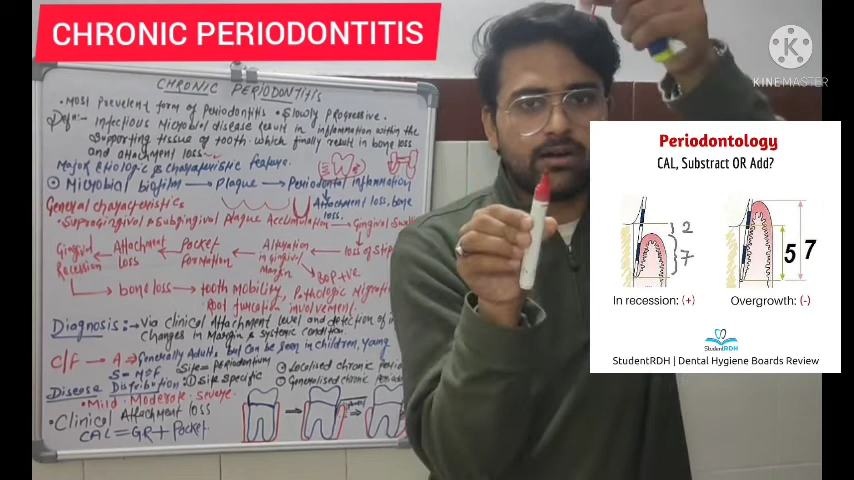 CHRONIC PERIODONTITIS
KINEMASTER
CHRONIC PERIODONTITIS
• Most prevelent form of Periodontitis • Slowly progressive.
Defn:- Infectious Microbial disease result in inflammation within the
supporting tissue of tooth which finally result in bone loss
and attachment loss
Major Etiologic & characteristic feature.
Microbial biofilm → Plaque → Periodontal inflammation
Attachment loss, bone
loss.
General characteristics
• Supragingival & Subgingival Plaque Accumulation → Gingival
loss of
Alteration
in gingival
Margin
BOP +ve
Pocket
formation
Attachment
loss
Gingival
Recession
bone loss → tooth mobility, Pathologic Migration
Root furcation involvement.
Diagnosis:→ Via Clinical Attachment level and detection of
Changes in Margin & systemic condition
C/F → A = Generally Adults but can be seen in children, young
S = M♂F • Site = Periodontium
Disease Distribution: → site specific
Localised chronic
Generalised chronic
• Mild • Moderate • severe
• Clinical Attachment loss
CAL = GR + Pocket
Periodontology
CAL, Substract OR Add?
2
7
5 7
In recession: (+)
Overgrowth: (-)
StudentRDH
StudentRDH | Dental Hygiene Boards Review